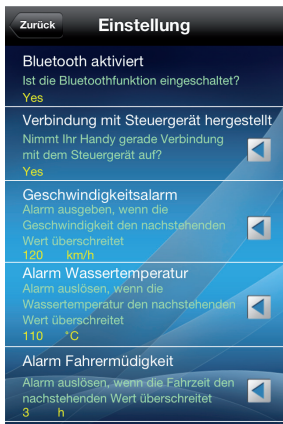 Zurück
Einstellung
Bluetooth aktiviert
Ist die Bluetoothfunktion eingeschaltet?
Yes
Verbindung mit Steuergerät hergestellt
Nimmt Ihr Handy gerade Verbindung
mit dem Steuergerät auf?
Yes
Geschwindigkeitsalarm
Alarm ausgeben, wenn die
Geschwindigkeit den nachstehenden
Wert überschreitet
120 km/h
Alarm Wassertemperatur
Alarm auslösen, wenn die
Wassertemperatur den nachstehenden
Wert überschreitet
110 °C
Alarm Fahrermüdigkeit
Alarm auslösen, wenn die Fahrzeit den
nachstehenden Wert überschreitet
3 h